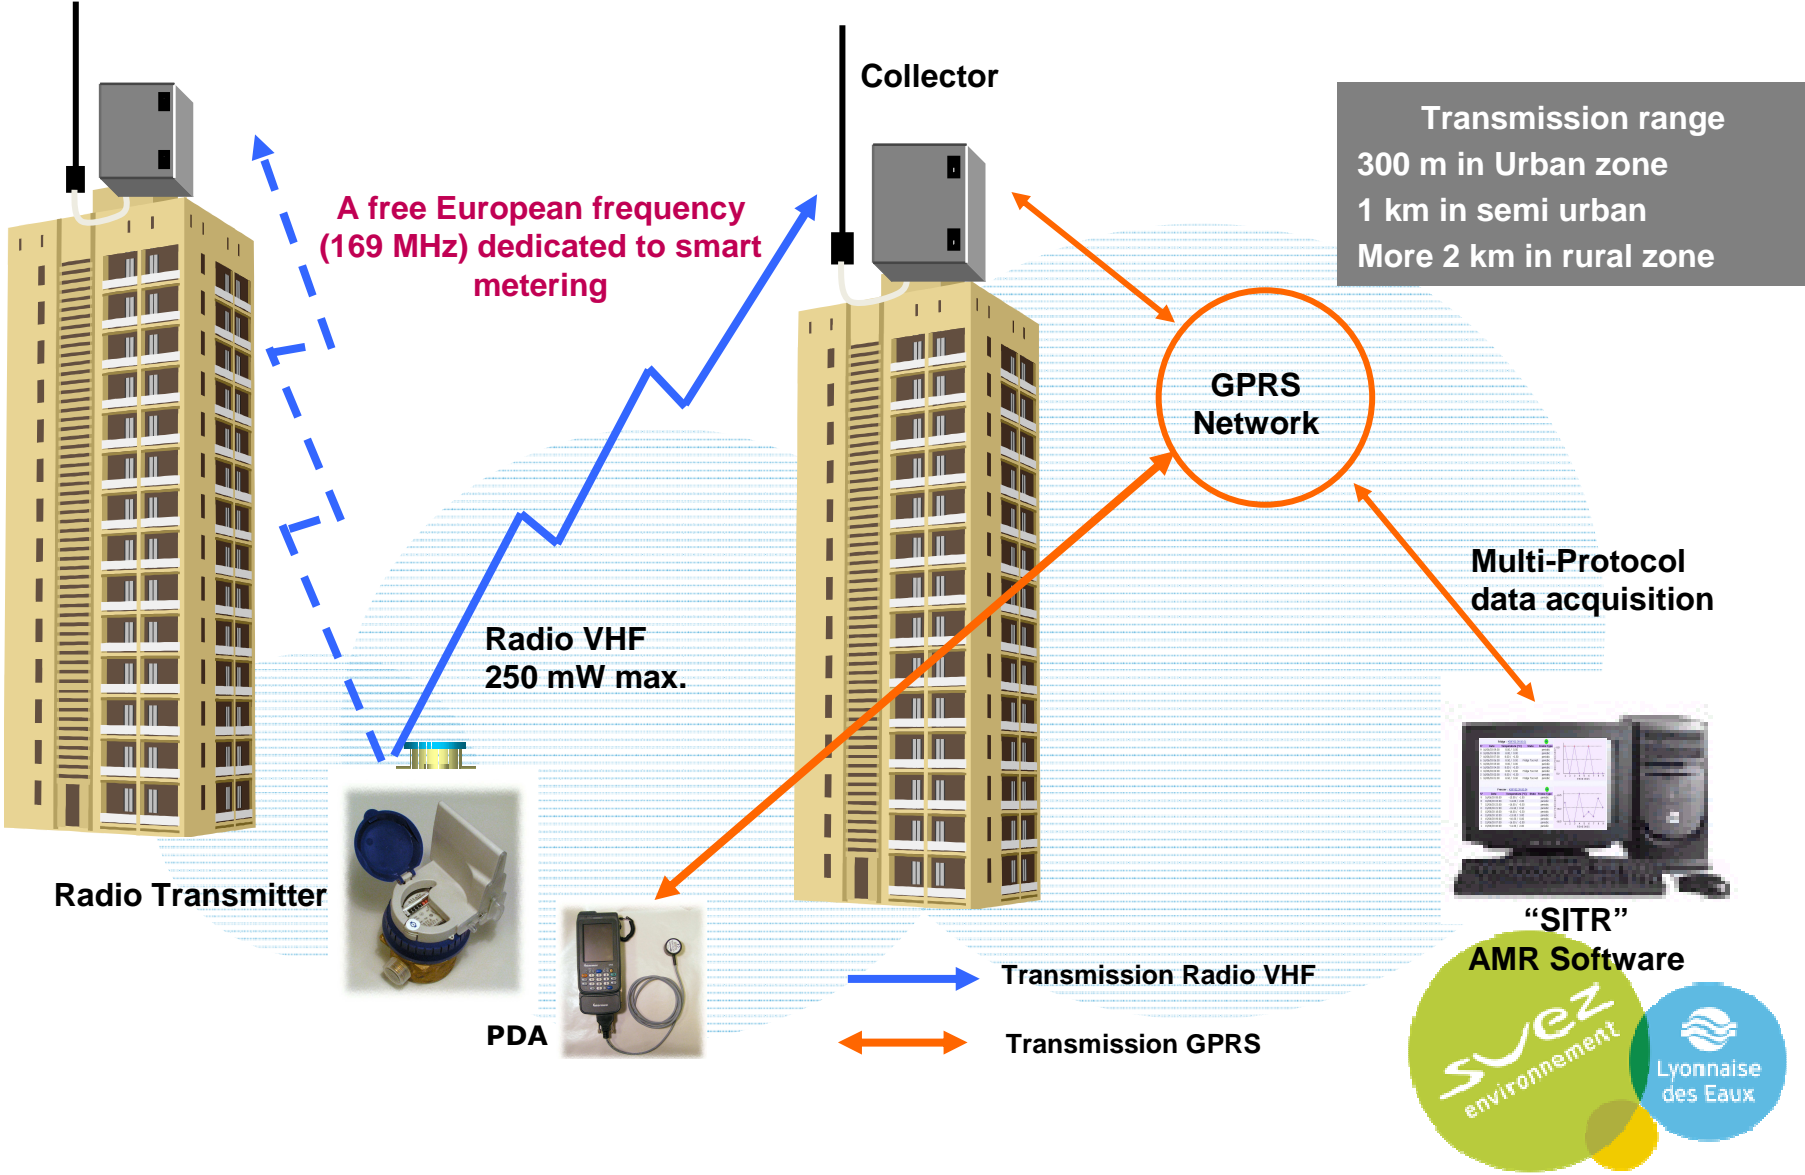 Collector
Transmission range
300 m in Urban zone
1 km in semi urban
More 2 km in rural zone
A free European frequency
(169 MHz) dedicated to smart
metering
GPRS
Network
Multi-Protocol
data acquisition
Radio VHF
250 mW max.
Radio Transmitter
"SITR"
AMR Software
Transmission Radio VHF
PDA
Transmission GPRS
suez
environnement
Lyonnaise
des Eaux